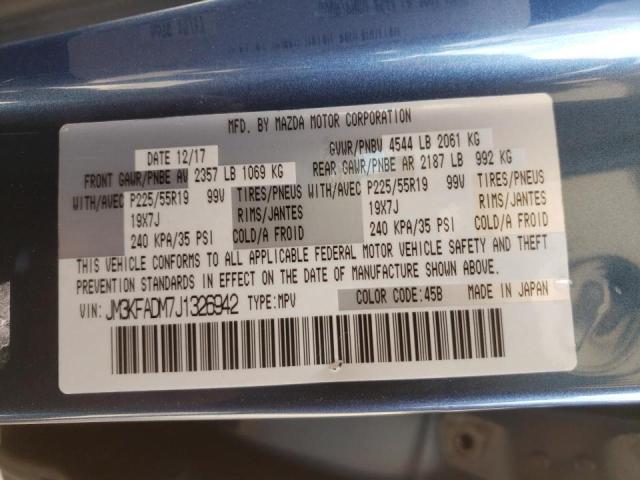 MFD. BY MAZDA MOTOR CORPORATION
DATE 12/17 GVWR/PNBV 4544 LB 2061 KG
FRONT GAWR/PNBE AV 2357 LB 1069 KG REAR GAWR/PNBE AR 2187 LB 992 KG
WITH/AVEC P225/55R19 99V TIRES/PNEUS WITH/AVEC P225/55R19 99V TIRES/PNEUS
19X7J RIMS/JANTES 19X7J RIMS/JANTES
240 KPA/35 PSI COLD/A FROID 240 KPA/35 PSI COLD/A FROID
THIS VEHICLE CONFORMS TO ALL APPLICABLE FEDERAL MOTOR VEHICLE SAFETY AND THEFT
PREVENTION STANDARDS IN EFFECT ON THE DATE OF MANUFACTURE SHOWN ABOVE.
VIN: JM3KFADM7J1326942 TYPE:MPV COLOR CODE:45B MADE IN JAPAN